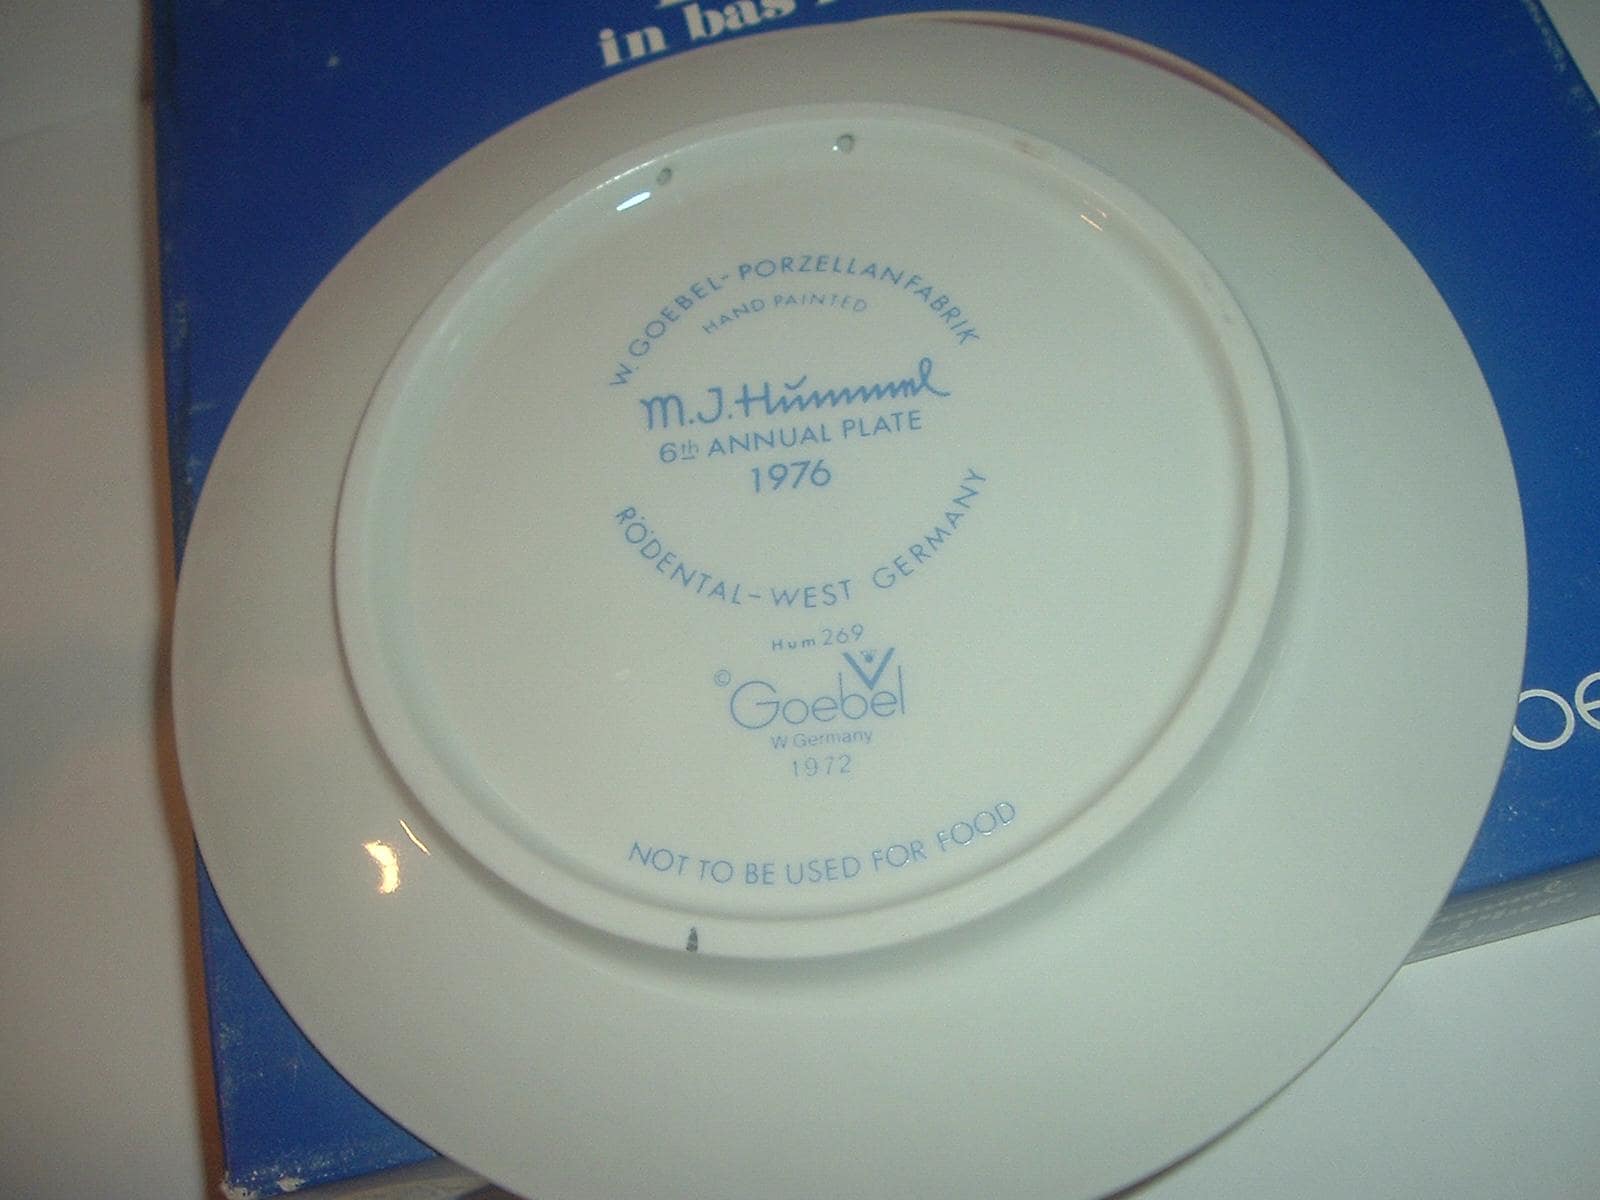 in bas
W. GOEBEL-PORZELLANFABRIK
HAND PAINTED
M.J.Hummel
6th ANNUAL PLATE
1976
RÖDENTAL-WEST GERMANY
Hum 269
© Goebel
W Germany
1972
NOT TO BE USED FOR FOOD